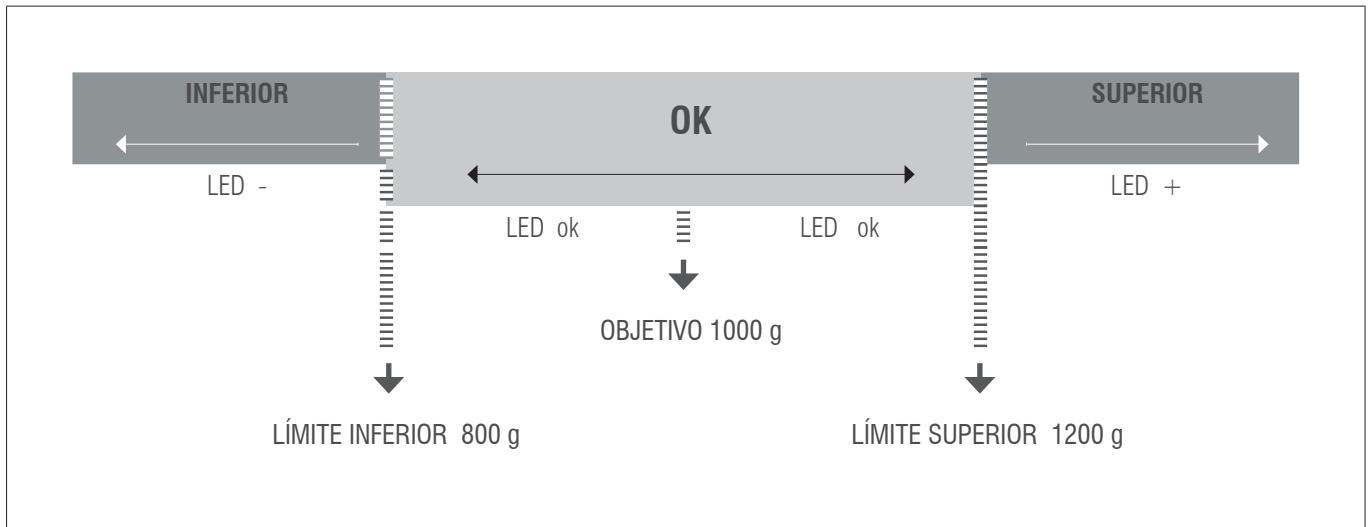 INFERIOR
OK
SUPERIOR
LED -
LED ok
LED ok
LED +
OBJETIVO 1000 g
LÍMITE INFERIOR 800 g
LÍMITE SUPERIOR 1200 g